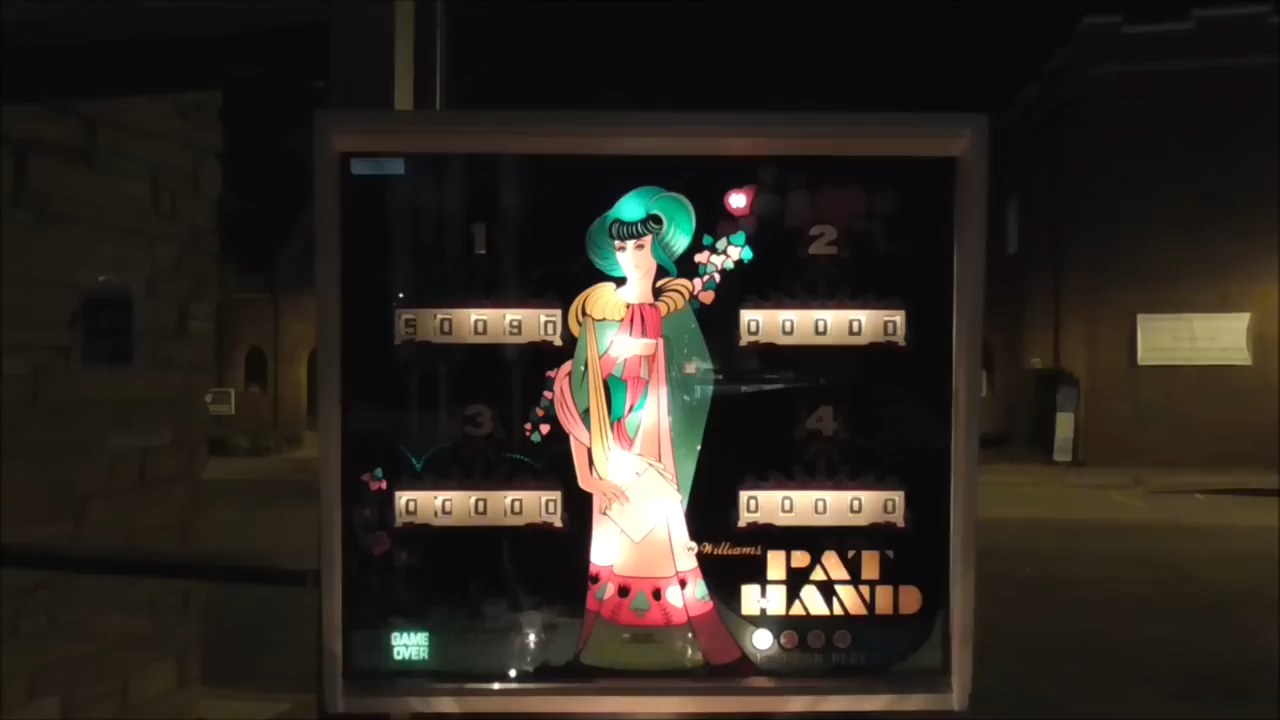 1
2
50090
00000
3
4
00000
00000
Williams
PAT
HAND
GAME
OVER